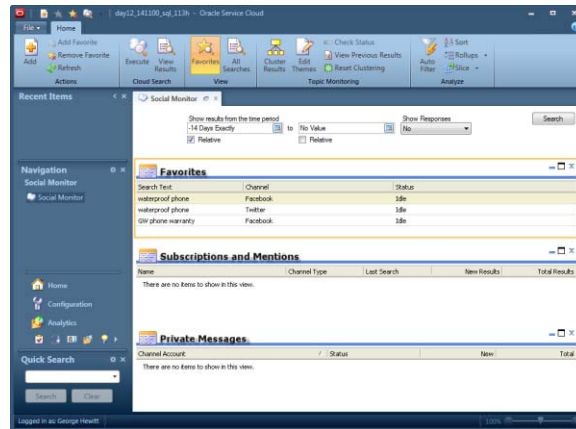 day12_141100_sql_113h - Oracle Service Cloud
File
Home
Add
Add Favorite
Remove Favorite
Refresh
Actions
Execute
View Results
Cloud Search
Favorites
All Searches
View
Cluster Results
Edit Themes
Check Status
View Previous Results
Reset Clustering
Topic Monitoring
Auto Filter
Sort
Rollups
Slice
Analyze
Recent Items
Social Monitor
Show results from the time period
Show Responses
Search
-14 Days Exactly
to
No Value
No
Relative
Relative
Navigation
Social Monitor
Social Monitor
Favorites
Search Text Channel Status
waterproof phone Facebook Idle
waterproof phone Twitter Idle
GW phone warranty Facebook Idle
Subscriptions and Mentions
Name Channel Type Last Search New Results Total Results
There are no items to show in this view.
Home
Configuration
Analytics
Private Messages
Channel Account / Status New Total
There are no items to show in this view.
Quick Search
Search
Clear
Logged in as: George Hewitt
100%